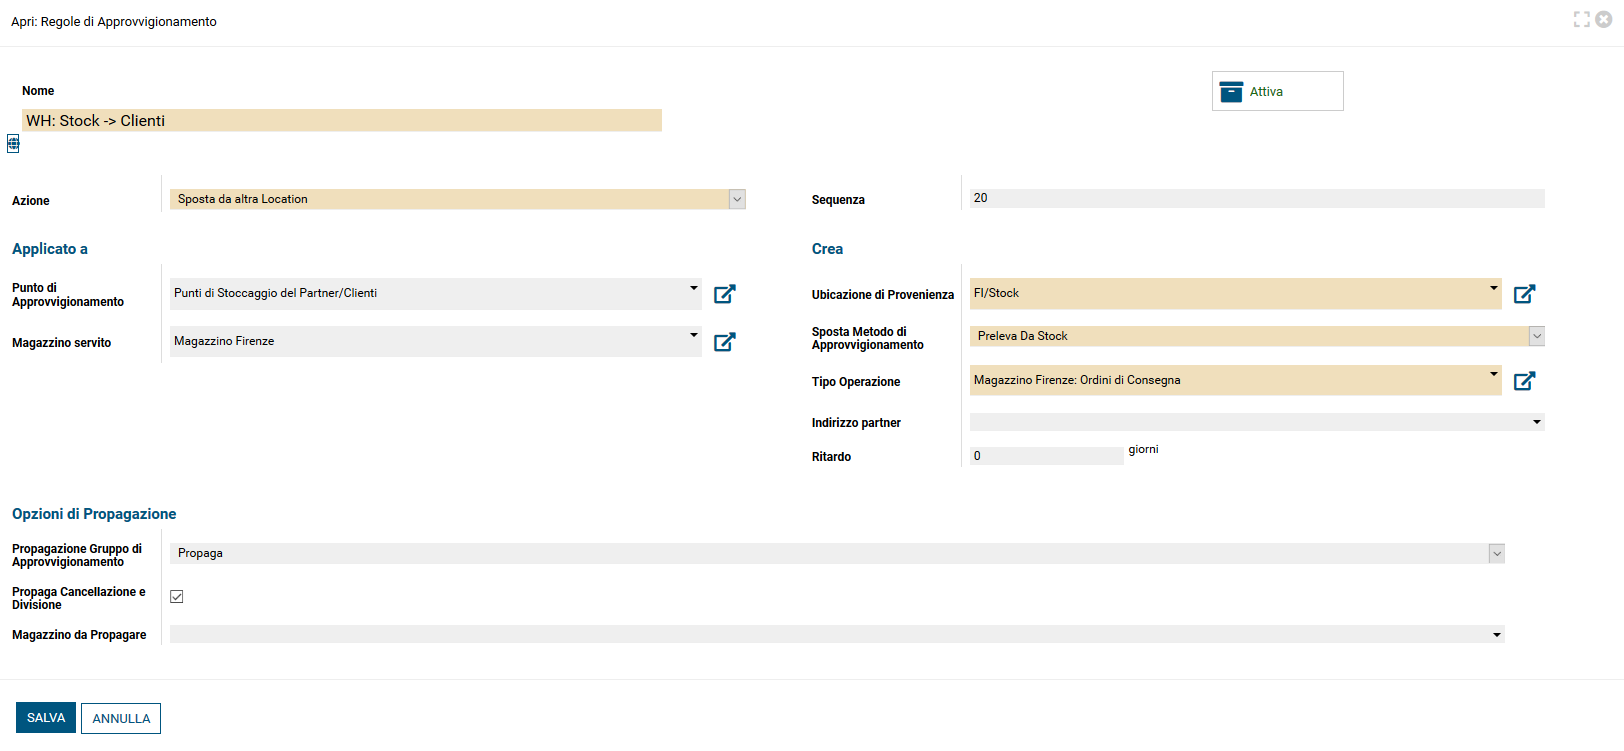 Apri: Regole di Approvvigionamento
Nome
Attiva
WH: Stock -> Clienti
Azione
Sposta da altra Location
Sequenza
20
Applicato a
Crea
Punto di
Approvvigionamento
Punti di Stoccaggio del Partner/Clienti
Ubicazione di Provenienza
FI/Stock
Magazzino servito
Magazzino Firenze
Sposta Metodo di
Approvvigionamento
Preleva Da Stock
Tipo Operazione
Magazzino Firenze: Ordini di Consegna
Indirizzo partner
Ritardo
0
giorni
Opzioni di Propagazione
Propagazione Gruppo di
Approvvigionamento
Propaga
Propaga Cancellazione e
Divisione
Magazzino da Propagare
SALVA
ANNULLA